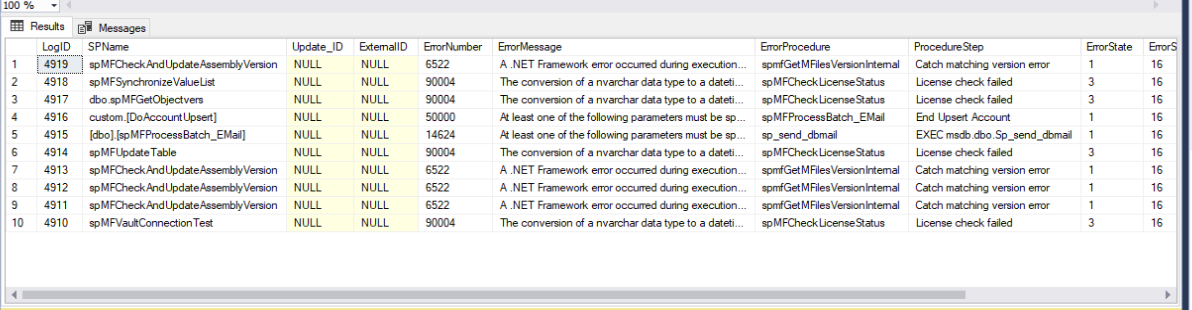 100 %
Results Messages
LogID SPName Update_ID ExternalID ErrorNumber ErrorMessage ErrorProcedure ProcedureStep ErrorState ErrorS
1 4919 spMFCheckAndUpdateAssemblyVersion NULL NULL 6522 A .NET Framework error occurred during execution... spmfGetMFilesVersionInternal Catch matching version error 1 16
2 4918 spMFSynchronizeValueList NULL NULL 90004 The conversion of a nvarchar data type to a dateti... spMFCheckLicenseStatus License check failed 3 16
3 4917 dbo.spMFGetObjectvers NULL NULL 90004 The conversion of a nvarchar data type to a dateti... spMFCheckLicenseStatus License check failed 3 16
4 4916 custom.[DoAccountUpsert] NULL NULL 50000 At least one of the following parameters must be sp... spMFProcessBatch_EMail End Upsert Account 1 16
5 4915 [dbo].[spMFProcessBatch_EMail] NULL NULL 14624 At least one of the following parameters must be sp... sp_send_dbmail EXEC msdb.dbo.Sp_send_dbmail 1 16
6 4914 spMFUpdateTable NULL NULL 90004 The conversion of a nvarchar data type to a dateti... spMFCheckLicenseStatus License check failed 3 16
7 4913 spMFCheckAndUpdateAssemblyVersion NULL NULL 6522 A .NET Framework error occurred during execution... spmfGetMFilesVersionInternal Catch matching version error 1 16
8 4912 spMFCheckAndUpdateAssemblyVersion NULL NULL 6522 A .NET Framework error occurred during execution... spmfGetMFilesVersionInternal Catch matching version error 1 16
9 4911 spMFCheckAndUpdateAssemblyVersion NULL NULL 6522 A .NET Framework error occurred during execution... spmfGetMFilesVersionInternal Catch matching version error 1 16
10 4910 spMFVaultConnectionTest NULL NULL 90004 The conversion of a nvarchar data type to a dateti... spMFCheckLicenseStatus License check failed 3 16